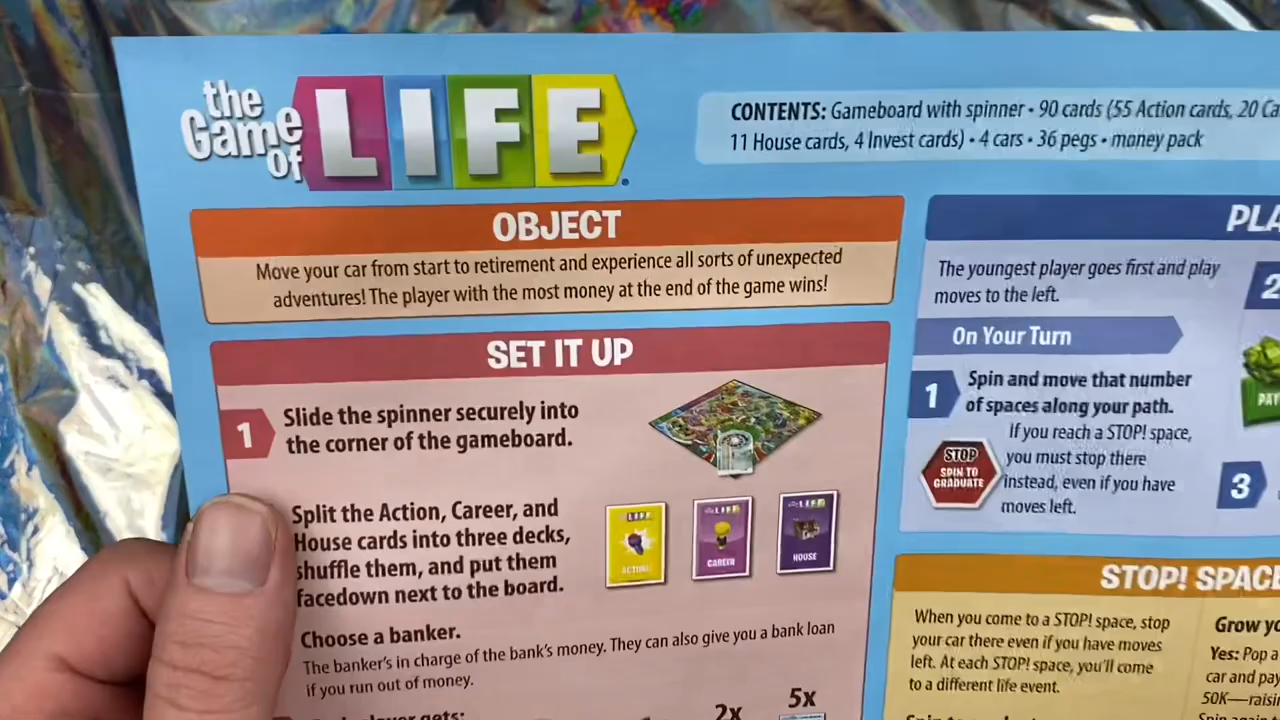 the
Game
of
LIFE
CONTENTS: Gameboard with spinner • 90 cards (55 Action cards, 20
11 House cards, 4 Invest cards) • 4 cars • 36 pegs • money pack
OBJECT
Move your car from start to retirement and experience all sorts of unexpected
adventures! The player with the most money at the end of the game wins!
SET IT UP
1
Slide the spinner securely into
the corner of the gameboard.
Split the Action, Career, and
House cards into three decks,
shuffle them, and put them
facedown next to the board.
LIFE
ACTION
LIFE
CAREER
LIFE
HOUSE
Choose a banker.
The banker's in charge of the bank's money. They can also give you a bank loan
if you run out of money.
player gets:
2x
5x
PLA
The youngest player goes first and play
moves to the left.
On Your Turn
1
Spin and move that number
of spaces along your path.
If you reach a STOP! space,
you must stop there
instead, even if you have
moves left.
STOP
SPIN TO
GRADUATE
2
PAY
3
STOP! SPACE
When you come to a STOP! space, stop
your car there even if you have moves
left. At each STOP! space, you'll come
to a different life event.
Grow yo
Yes: Pop a
car and pay
50K—raisi
Spin again